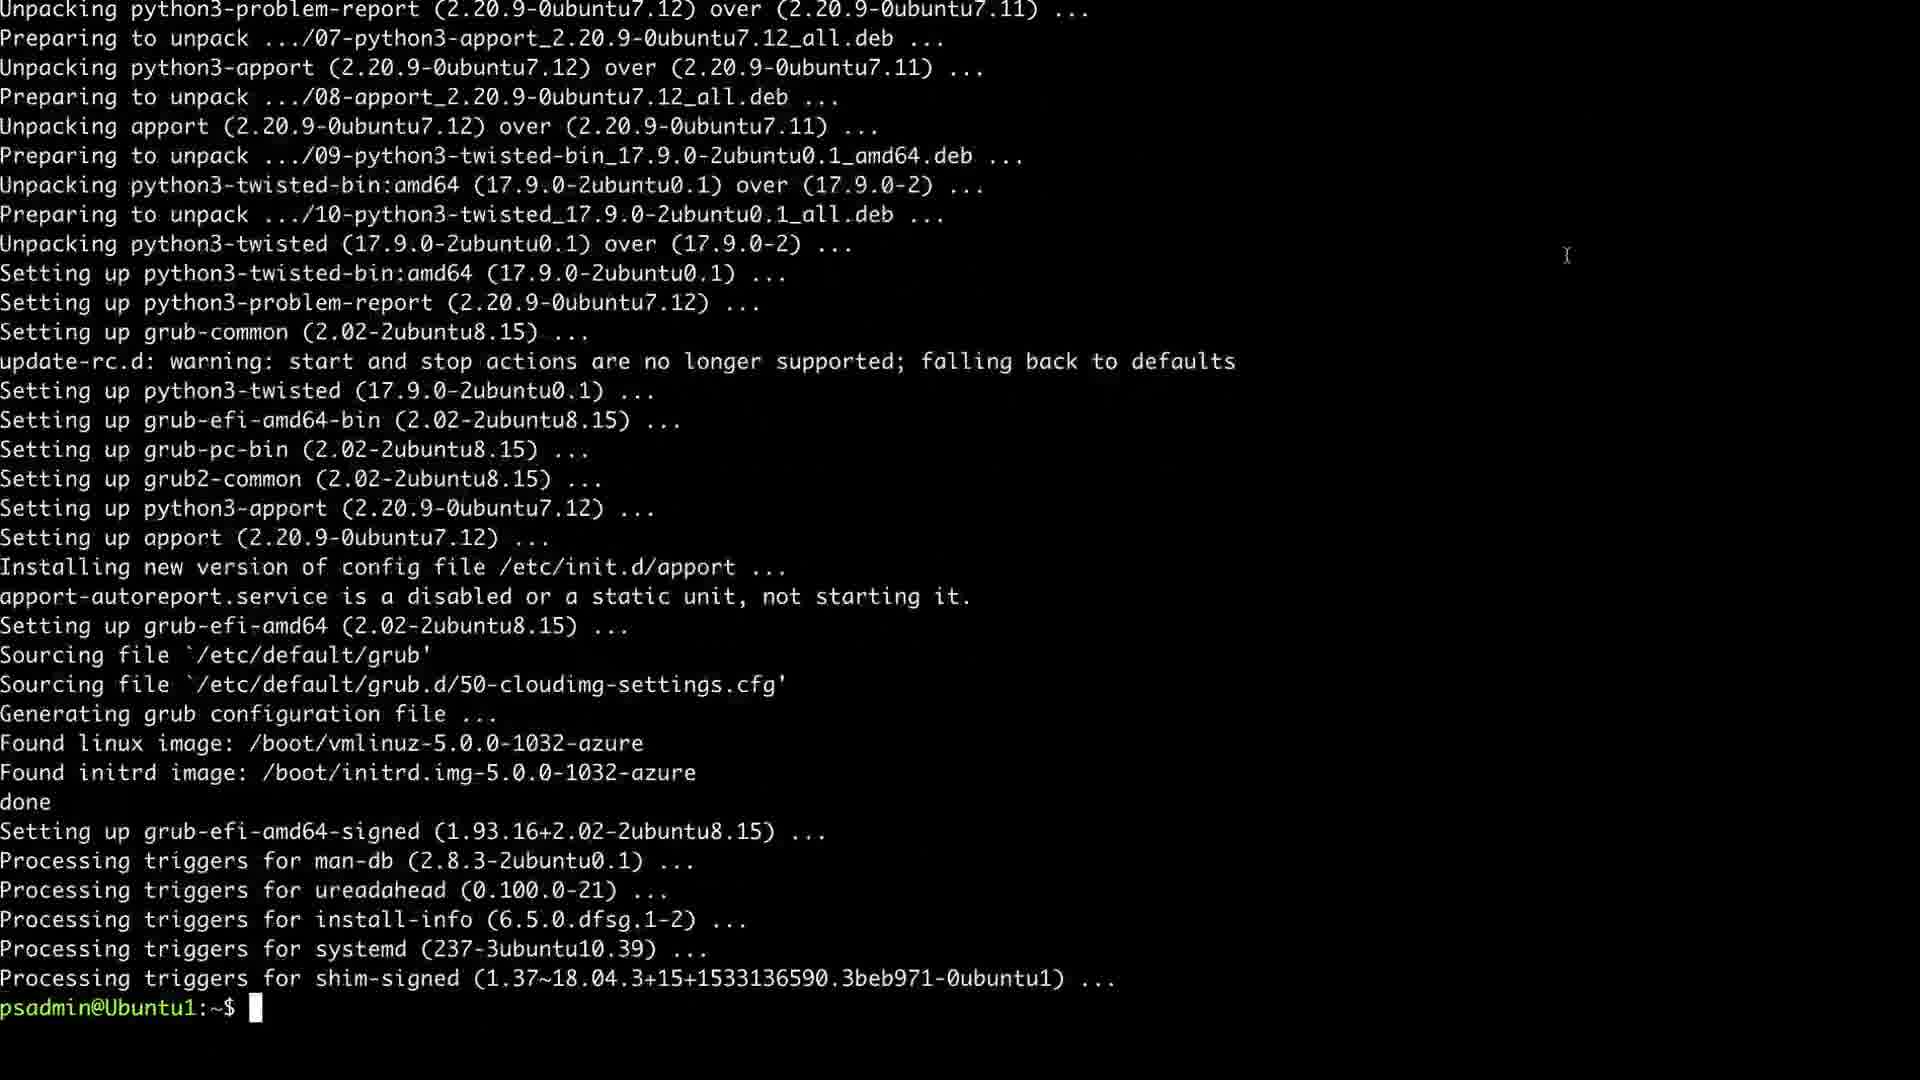 Unpacking python3-problem-report (2.20.9-0ubuntu7.12) over (2.20.9-0ubuntu7.11) ...
Preparing to unpack .../07-python3-apport_2.20.9-0ubuntu7.12_all.deb ...
Unpacking python3-apport (2.20.9-0ubuntu7.12) over (2.20.9-0ubuntu7.11) ...
Preparing to unpack .../08-apport_2.20.9-0ubuntu7.12_all.deb ...
Unpacking apport (2.20.9-0ubuntu7.12) over (2.20.9-0ubuntu7.11) ...
Preparing to unpack .../09-python3-twisted-bin_17.9.0-2ubuntu0.1_amd64.deb ...
Unpacking python3-twisted-bin:amd64 (17.9.0-2ubuntu0.1) over (17.9.0-2) ...
Preparing to unpack .../10-python3-twisted_17.9.0-2ubuntu0.1_all.deb ...
Unpacking python3-twisted (17.9.0-2ubuntu0.1) over (17.9.0-2) ...
Setting up python3-twisted-bin:amd64 (17.9.0-2ubuntu0.1) ...
Setting up python3-problem-report (2.20.9-0ubuntu7.12) ...
Setting up grub-common (2.02-2ubuntu8.15) ...
update-rc.d: warning: start and stop actions are no longer supported; falling back to defaults
Setting up python3-twisted (17.9.0-2ubuntu0.1) ...
Setting up grub-efi-amd64-bin (2.02-2ubuntu8.15) ...
Setting up grub-pc-bin (2.02-2ubuntu8.15) ...
Setting up grub2-common (2.02-2ubuntu8.15) ...
Setting up python3-apport (2.20.9-0ubuntu7.12) ...
Setting up apport (2.20.9-0ubuntu7.12) ...
Installing new version of config file /etc/init.d/apport ...
apport-autoreport.service is a disabled or a static unit, not starting it.
Setting up grub-efi-amd64 (2.02-2ubuntu8.15) ...
Sourcing file `/etc/default/grub'
Sourcing file `/etc/default/grub.d/50-cloudimg-settings.cfg'
Generating grub configuration file ...
Found linux image: /boot/vmlinuz-5.0.0-1032-azure
Found initrd image: /boot/initrd.img-5.0.0-1032-azure
done
Setting up grub-efi-amd64-signed (1.93.16+2.02-2ubuntu8.15) ...
Processing triggers for man-db (2.8.3-2ubuntu0.1) ...
Processing triggers for ureadahead (0.100.0-21) ...
Processing triggers for install-info (6.5.0.dfsg.1-2) ...
Processing triggers for systemd (237-3ubuntu10.39) ...
Processing triggers for shim-signed (1.37~18.04.3+15+1533136590.3beb971-0ubuntu1) ...
psadmin@Ubuntu1:~$